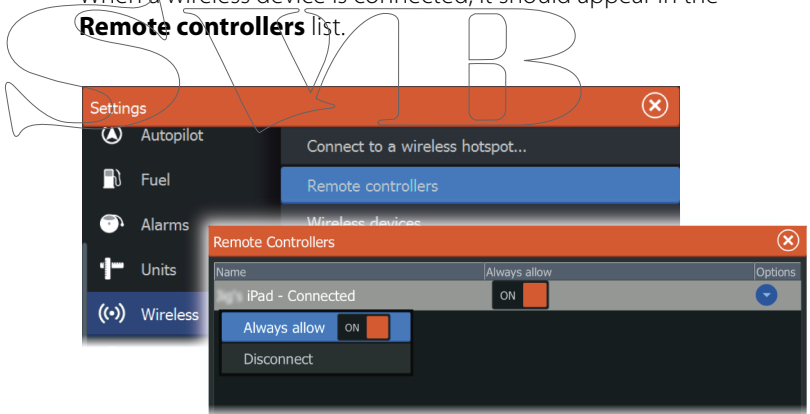 When a wireless device is connected, it should appear in the
Remote controllers list.
SVB
Settings
Autopilot
Connect to a wireless hotspot...
Fuel
Remote controllers
Alarms
Wireless devices
Remote Controllers
Units
Name Always allow Options
iPad - Connected ON
Wireless
Always allow ON
Disconnect